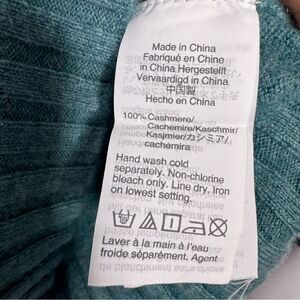 Made in China
Fabriqué en Chine
in China Hergestellt
Vervaardigd in China
中国製
Hecho en China
100% Cashmere/
Cachemire/Kaschmir/
Kasjmier/カシミア/
cachemira
Hand wash cold
separately. Non-chlorine
bleach only. Line dry. Iron
on lowest setting.
Laver à la main à l'eau
froide séparément. Agent